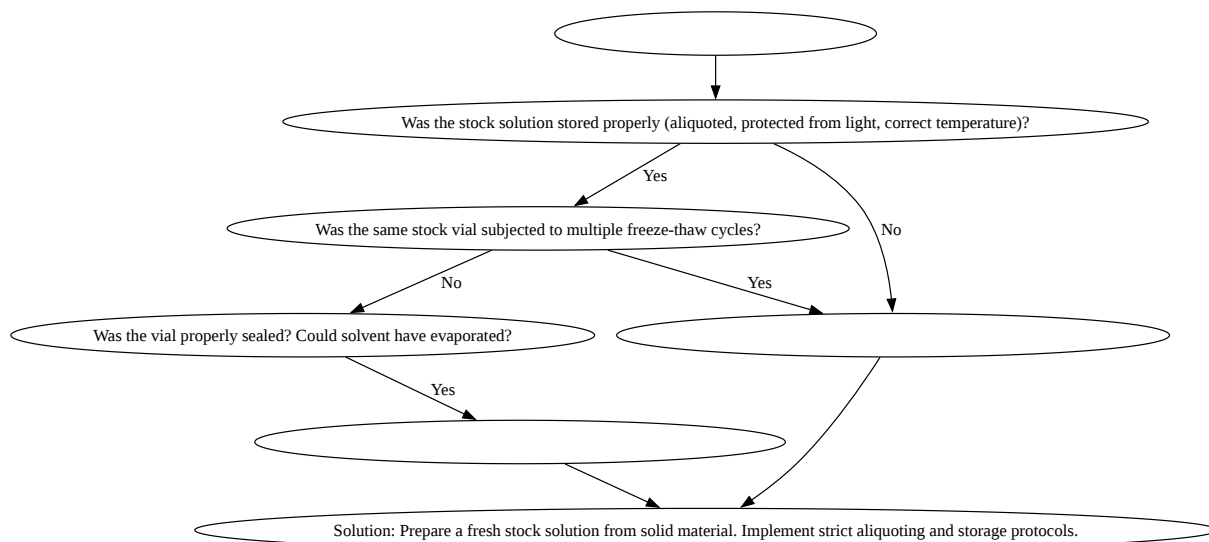 Was the stock solution stored properly (aliquoted, protected from light, correct temperature)?
Yes
Was the same stock vial subjected to multiple freeze-thaw cycles?
No
No
Yes
Was the vial properly sealed? Could solvent have evaporated?
Yes
Solution: Prepare a fresh stock solution from solid material. Implement strict aliquoting and storage protocols.